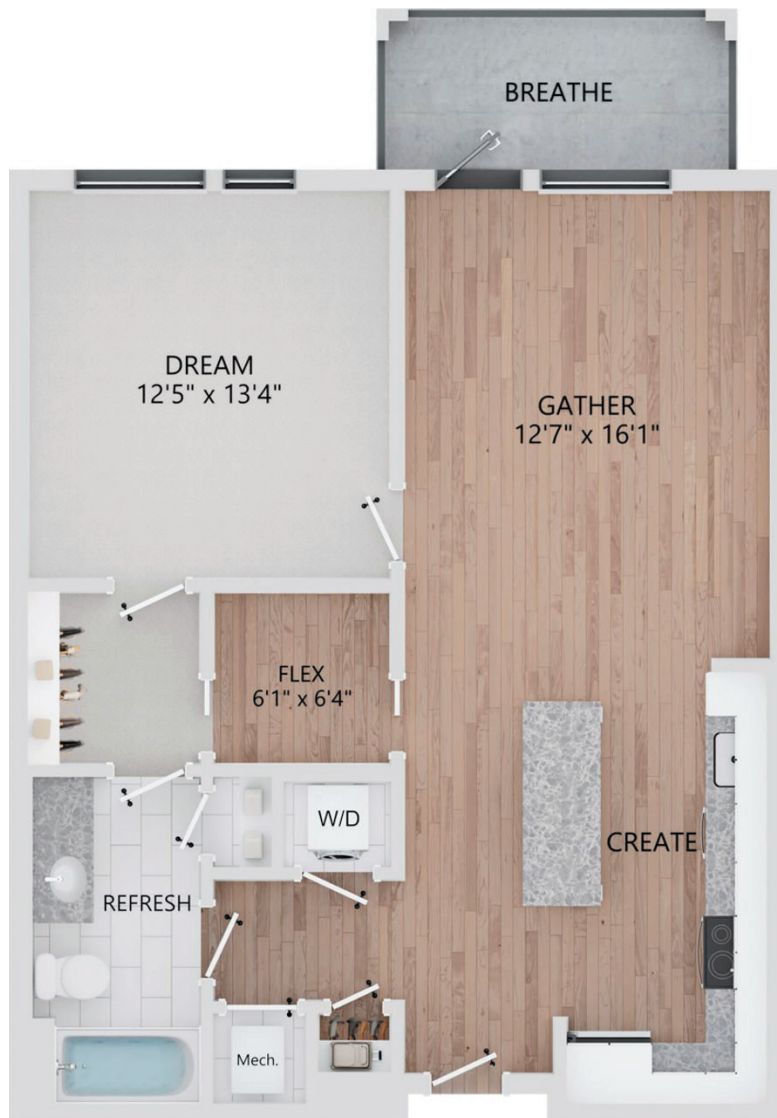 BREATHE
DREAM
12'5" x 13'4"
GATHER
12'7" x 16'1"
FLEX
6'1" x 6'4"
W/D
CREATE
REFRESH
Mech.